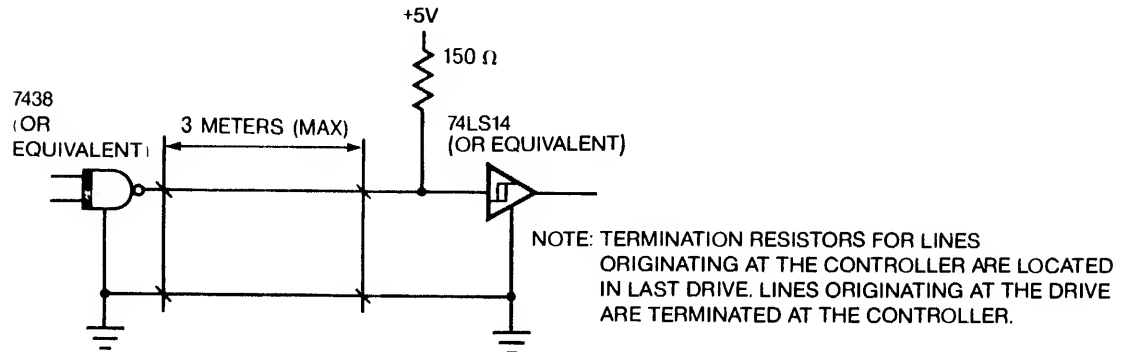 +5V
150 Ω
7438
(OR
EQUIVALENT)
3 METERS (MAX)
74LS14
(OR EQUIVALENT)
NOTE: TERMINATION RESISTORS FOR LINES
ORIGINATING AT THE CONTROLLER ARE LOCATED
IN LAST DRIVE. LINES ORIGINATING AT THE DRIVE
ARE TERMINATED AT THE CONTROLLER.